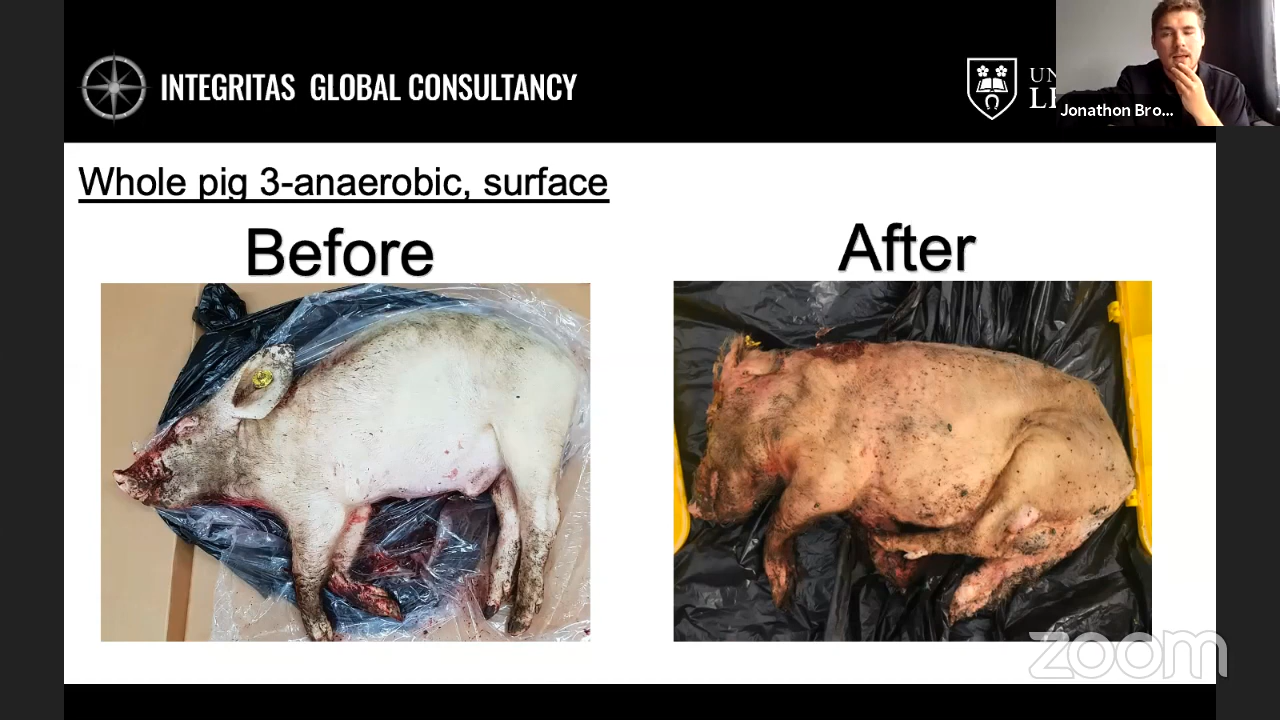 INTEGRITAS GLOBAL CONSULTANCY
Jonathon Bro...
Whole pig 3-anaerobic, surface
Before
After
zoom